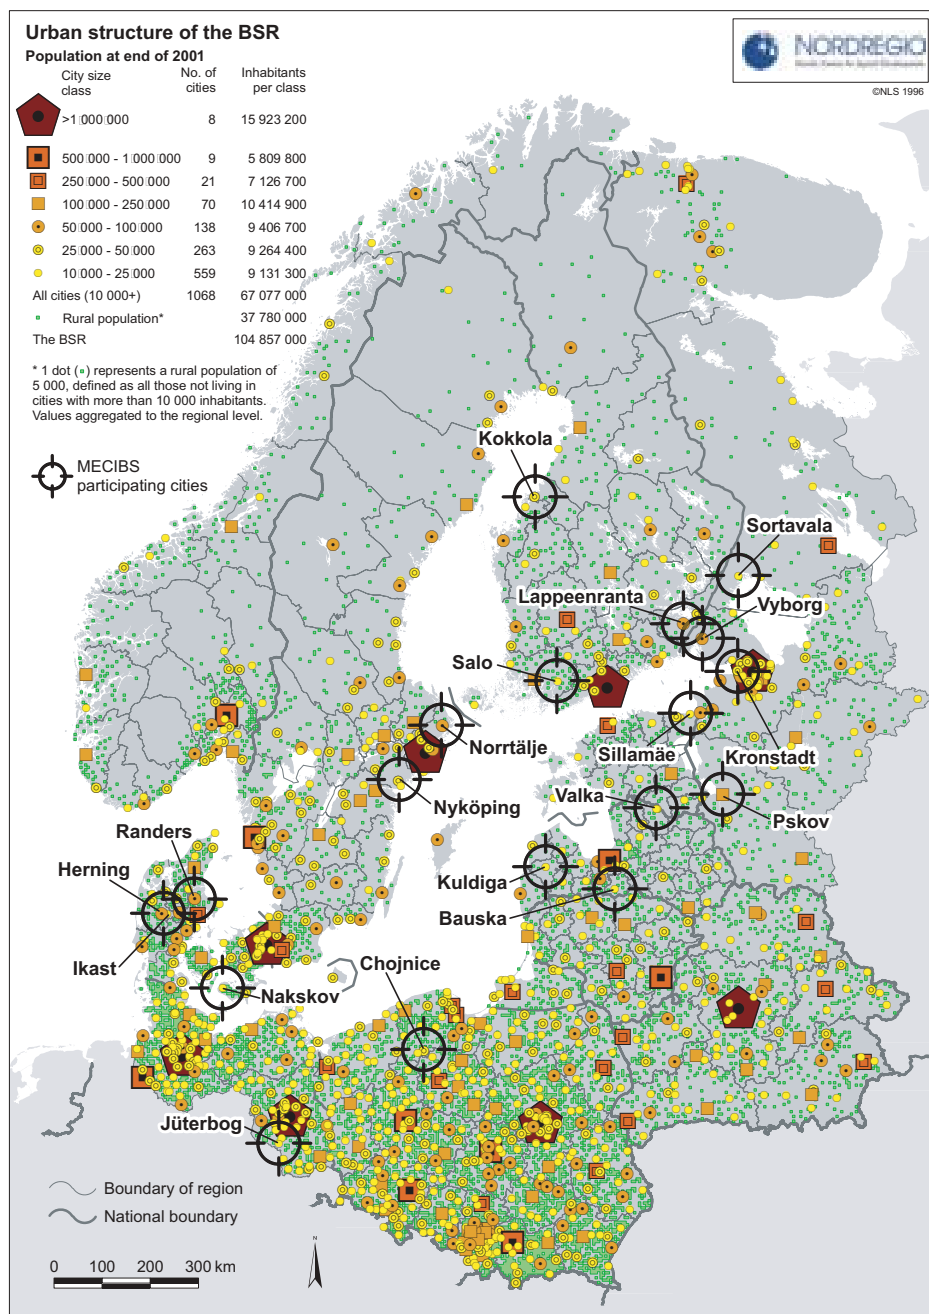 Urban structure of the BSR
Population at end of 2001
City size class No. of cities Inhabitants per class
>1 000 000 8 15 923 200
500 000 - 1 000 000 9 5 809 800
250 000 - 500 000 21 7 126 700
100 000 - 250 000 70 10 414 900
50 000 - 100 000 138 9 406 700
25 000 - 50 000 263 9 264 400
10 000 - 25 000 559 9 131 300
All cities (10 000+) 1068 67 077 000
Rural population* 37 780 000
The BSR 104 857 000
* 1 dot ( ) represents a rural population of
5 000, defined as all those not living in
cities with more than 10 000 inhabitants.
Values aggregated to the regional level.
MECIBS
participating cities
NORDREGIO
©NLS 1996
Kokkola
Sortavala
Lappeenranta
Vyborg
Salo
Norrtälje
Sillamäe
Kronstadt
Nyköping
Valka
Pskov
Randers
Herning
Kuldiga
Bauska
Ikast
Chojnice
Nakskov
Jüterbog
Boundary of region
National boundary
N
0 100 200 300 km